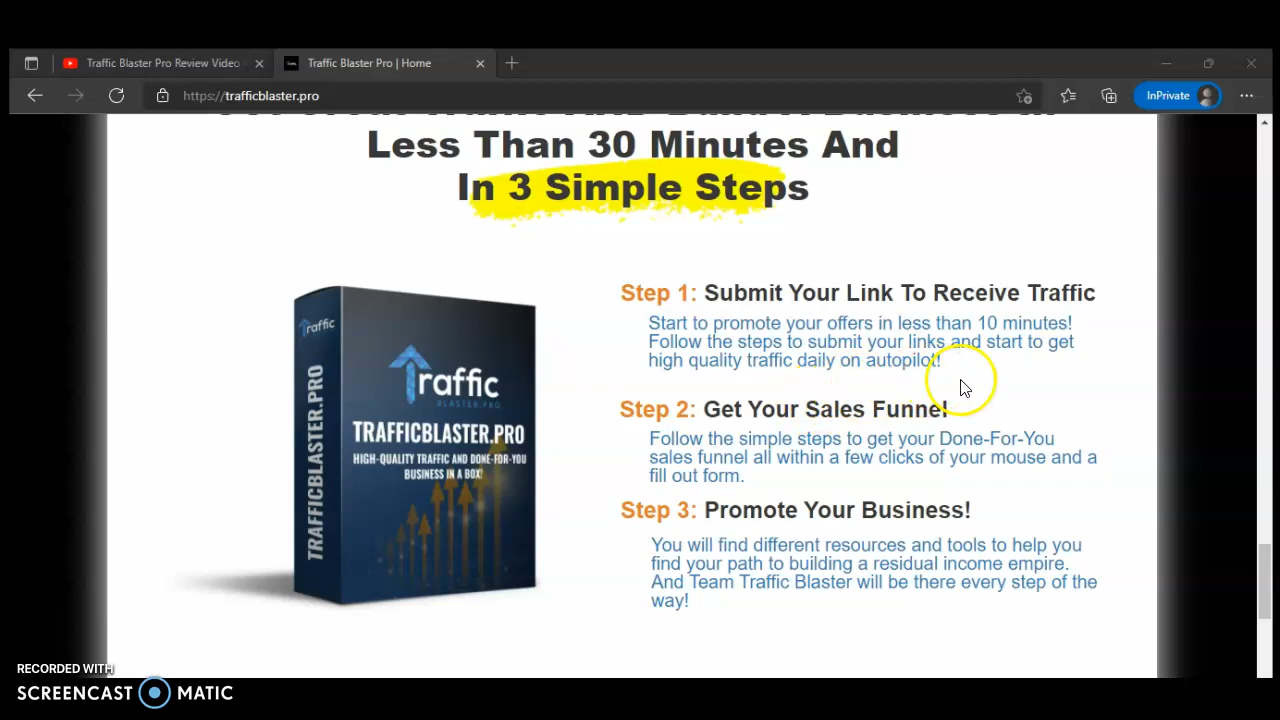 Traffic Blaster Pro Review Video
Traffic Blaster Pro | Home
https://trafficblaster.pro
InPrivate
Less Than 30 Minutes And
In 3 Simple Steps
Step 1: Submit Your Link To Receive Traffic
Start to promote your offers in less than 10 minutes!
Follow the steps to submit your links and start to get
high quality traffic daily on autopilot!
Step 2: Get Your Sales Funnel
Follow the simple steps to get your Done-For-You
sales funnel all within a few clicks of your mouse and a
fill out form.
Step 3: Promote Your Business!
You will find different resources and tools to help you
find your path to building a residual income empire.
And Team Traffic Blaster will be there every step of the
way!
Traffic
TRAFFICBLASTER.PRO
Traffic
BLASTER.PRO
TRAFFICBLASTER.PRO
HIGH-QUALITY TRAFFIC AND DONE-FOR-YOU
BUSINESS IN A BOX!
RECORDED WITH
SCREENCAST MATIC